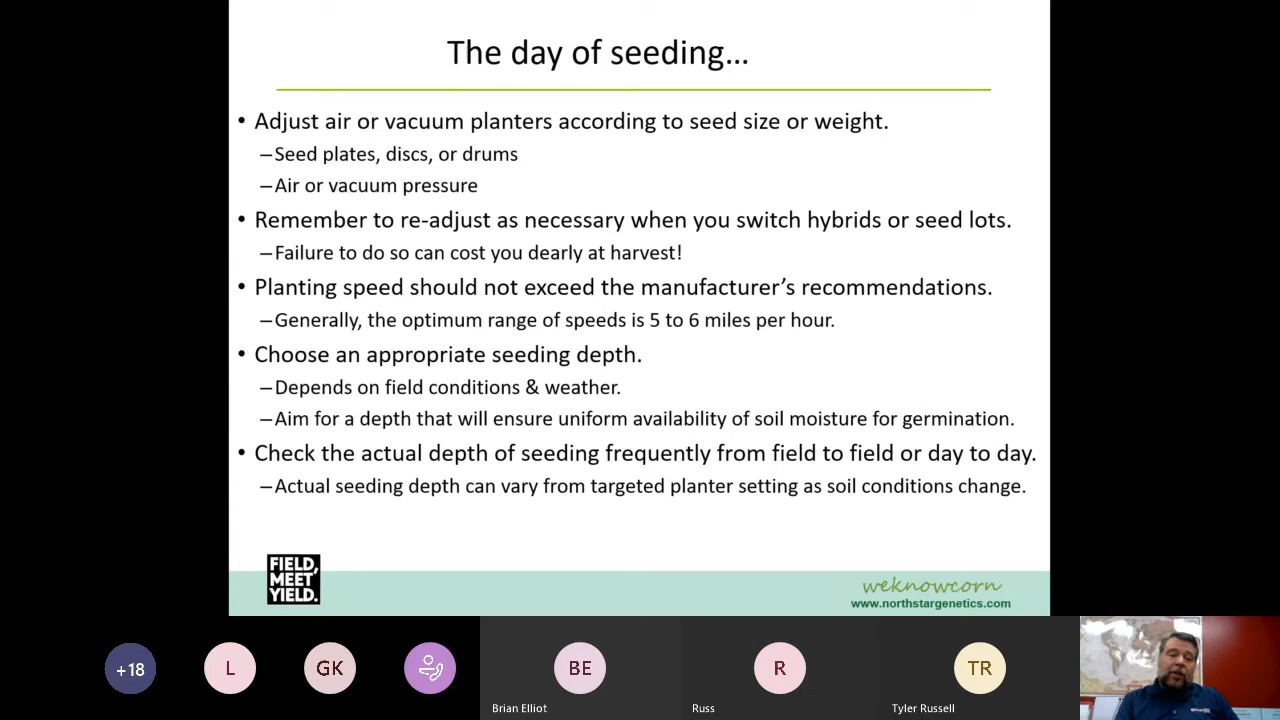 The day of seeding...
• Adjust air or vacuum planters according to seed size or weight.
–Seed plates, discs, or drums
–Air or vacuum pressure
• Remember to re-adjust as necessary when you switch hybrids or seed lots.
–Failure to do so can cost you dearly at harvest!
• Planting speed should not exceed the manufacturer's recommendations.
–Generally, the optimum range of speeds is 5 to 6 miles per hour.
• Choose an appropriate seeding depth.
–Depends on field conditions & weather.
–Aim for a depth that will ensure uniform availability of soil moisture for germination.
• Check the actual depth of seeding frequently from field to field or day to day.
–Actual seeding depth can vary from targeted planter setting as soil conditions change.
FIELD,
MEET
YIELD.
weknowcorn
www.northstargenetics.com
+18
L
GK
BE
R
TR
Brian Elliot
Russ
Tyler Russell